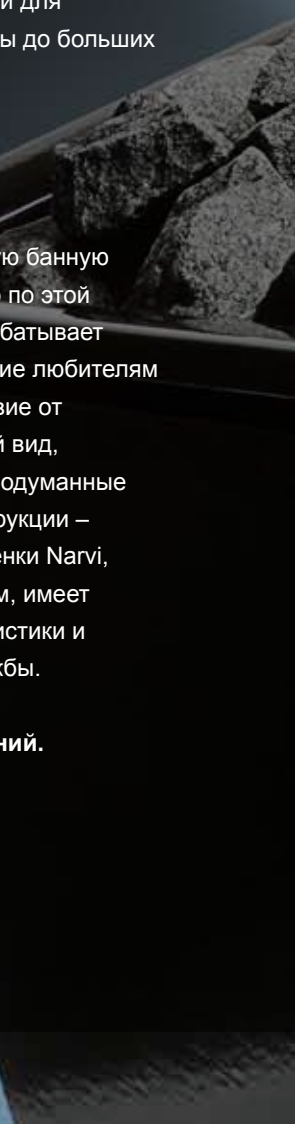 и для
ы до больших
ую банную
по этой
батывает
ие любителям
вие от
й вид,
одуманные
рукции –
енки Narvi,
м, имеет
истики и
жбы.
ний.